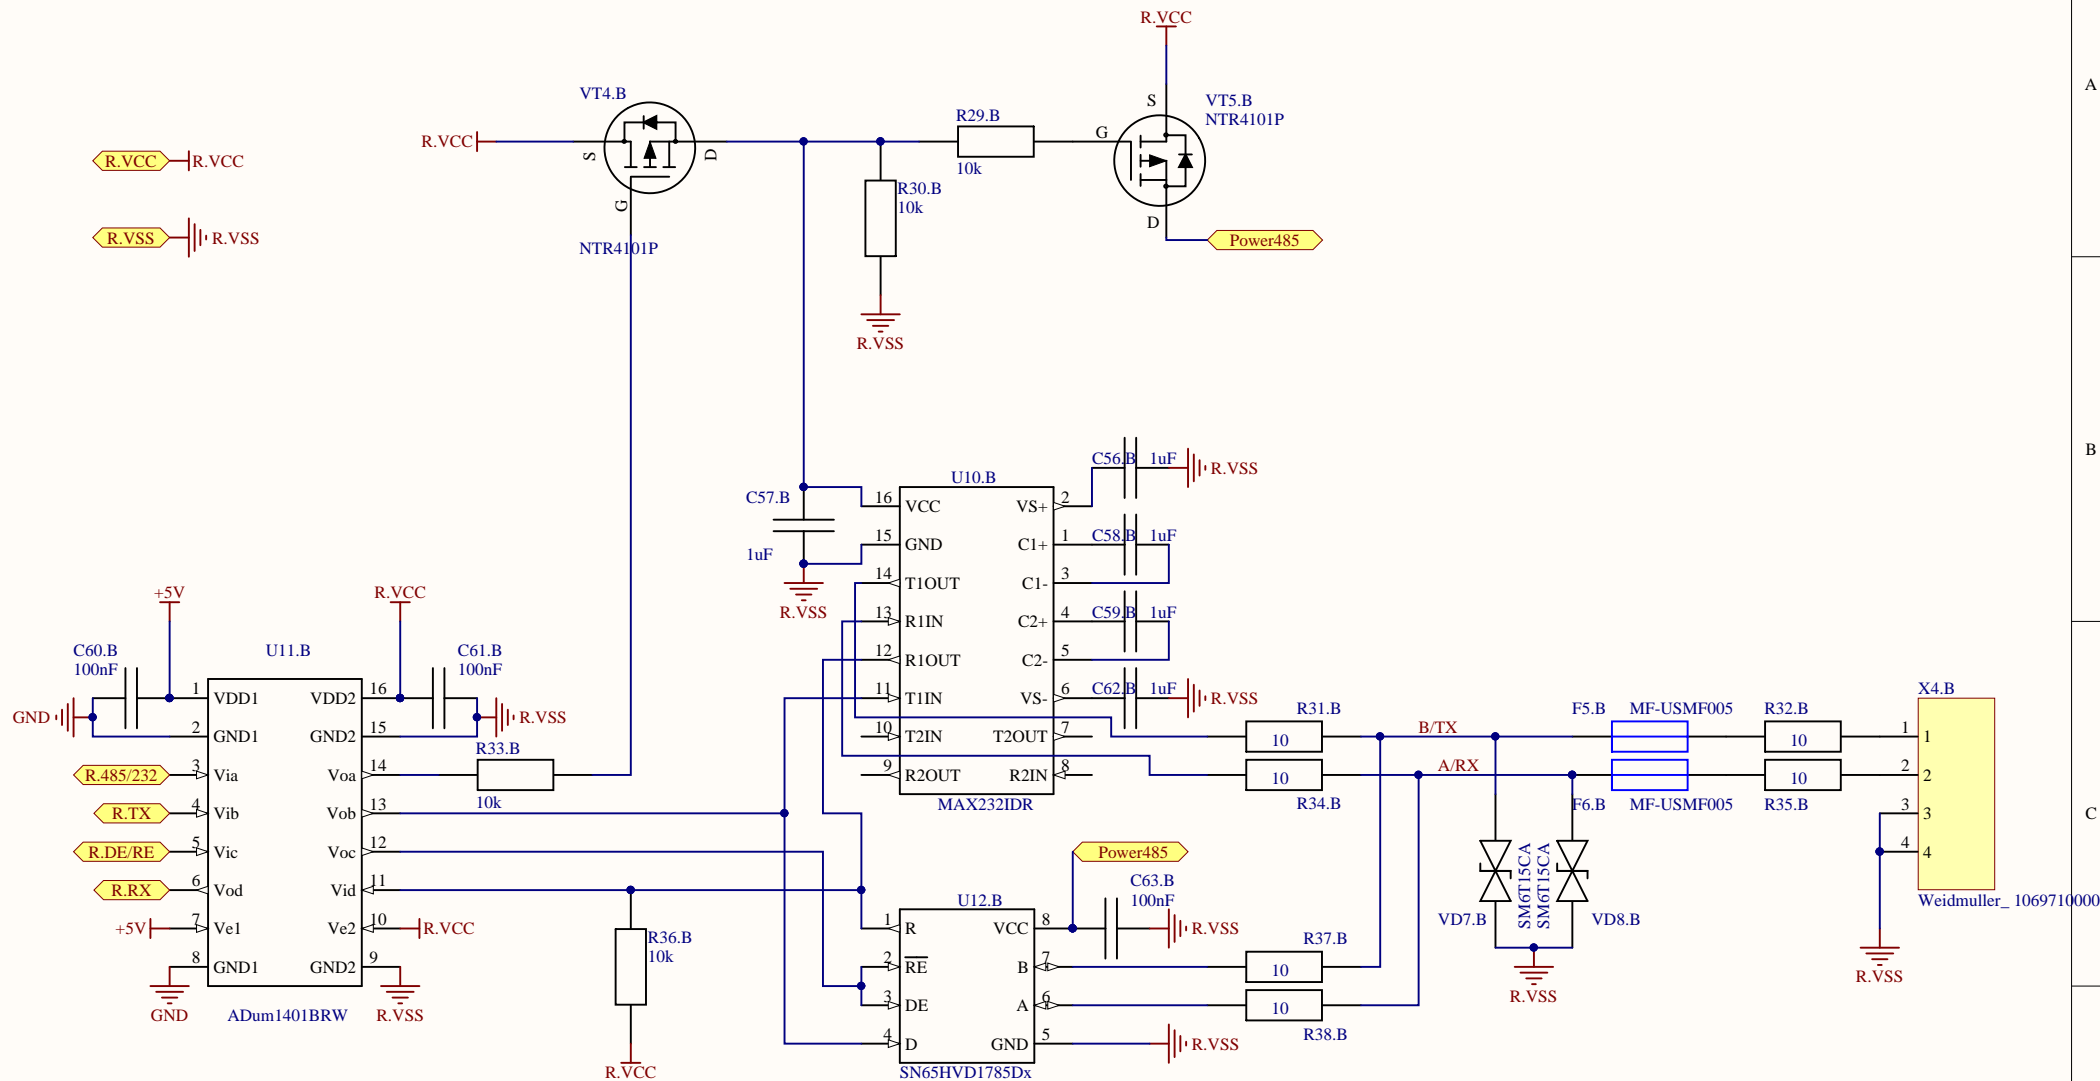 R.VCC
A
VT4.B
S
VT5.B
NTR4101P
R29.B
10k
G
R.VCC
S
D
R.VCC
R.VCC
R30.B
10k
G
D
R.VSS
R.VSS
NTR4101P
Power485
R.VSS
B
C56.B
1uF
R.VSS
U10.B
C57.B
1uF
16
VCC
VS+
2
15
GND
C1+
1
C58.B
1uF
14
T1OUT
C1-
3
13
R1IN
C2+
4
C59.B
1uF
12
R1OUT
C2-
5
11
T1IN
VS-
6
C62.B
1uF
R.VSS
10
T2IN
T2OUT
7
9
R2OUT
R2IN
8
MAX232IDR
R.VSS
+5V
R.VCC
C60.B
100nF
U11.B
C61.B
100nF
GND
R.VSS
1
VDD1
VDD2
16
2
GND1
GND2
15
R.485/232
3
Via
Voa
14
R33.B
10k
R.TX
4
Vib
Vob
13
R.DE/RE
5
Vic
Voc
12
R.RX
6
Vod
Vid
11
+5V
7
Ve1
Ve2
10
R.VCC
8
GND1
GND2
9
GND
ADum1401BRW
R.VSS
R36.B
10k
R.VCC
R31.B
10
B/TX
F5.B
MF-USMF005
R32.B
10
X4.B
1
1
10
R34.B
A/RX
F6.B
MF-USMF005
10
R35.B
2
2
3
3
4
4
C
Weidmuller_ 1069710000
R.VSS
VD7.B
SM6T15CA
SM6T15CA
VD8.B
R.VSS
Power485
C63.B
100nF
R.VSS
U12.B
1
R
VCC
8
2
RE
B
7
R37.B
10
3
DE
A
6
10
R38.B
4
D
GND
5
R.VSS
SN65HVD1785Dx